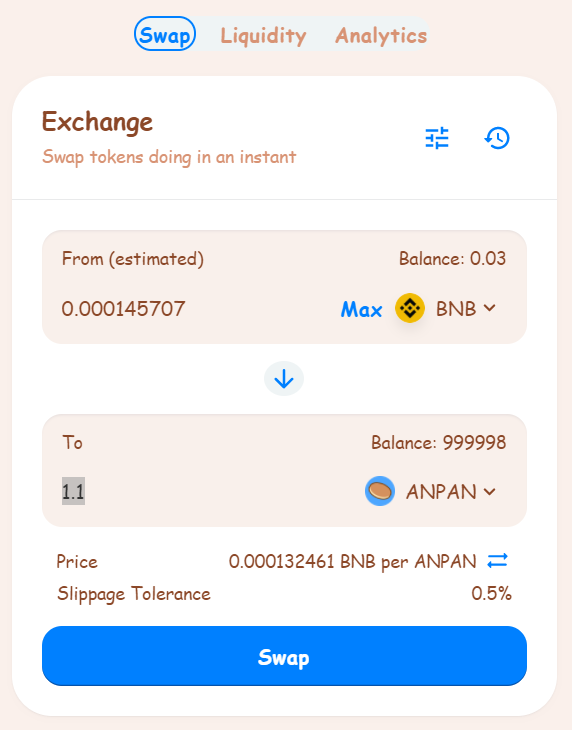 Swap Liquidity Analytics
Exchange
Swap tokens doing in an instant
From (estimated) Balance: 0.03
0.000145707 Max BNB
To Balance: 999998
1.1 ANPAN
Price 0.000132461 BNB per ANPAN
Slippage Tolerance 0.5%
Swap